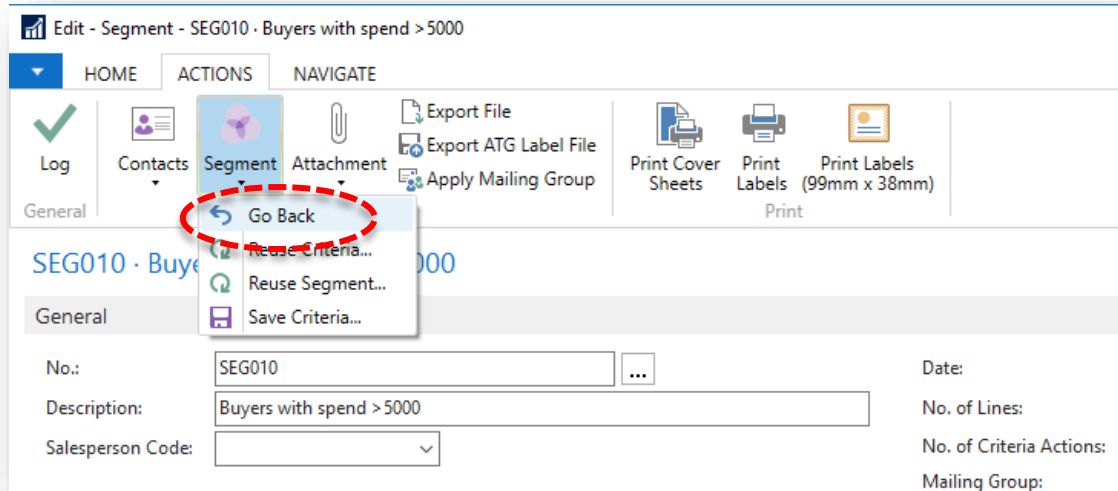 Edit - Segment - SEG010 · Buyers with spend >5000
HOME ACTIONS NAVIGATE
Log
Contacts
Segment
Attachment
Export File
Export ATG Label File
Apply Mailing Group
Print Cover Sheets
Print Labels
Print Labels (99mm x 38mm)
General
Print
Go Back
Reuse Criteria...
Reuse Segment...
Save Criteria...
SEG010 · Buye 000
General
No.: SEG010 ...
Description: Buyers with spend >5000
Salesperson Code:
Date:
No. of Lines:
No. of Criteria Actions:
Mailing Group: